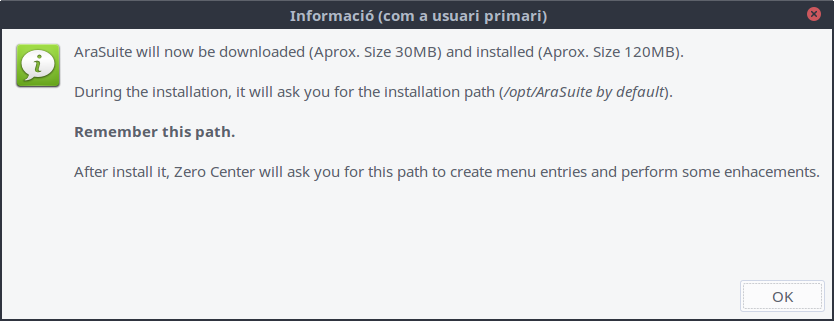 Informació (com a usuari primari)
AraSuite will now be downloaded (Aprox. Size 30MB) and installed (Aprox. Size 120MB).
During the installation, it will ask you for the installation path (/opt/AraSuite by default).
Remember this path.
After install it, Zero Center will ask you for this path to create menu entries and perform some enhacements.
OK